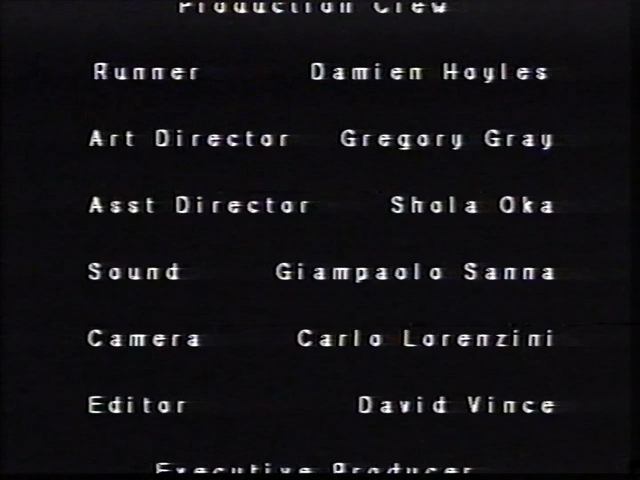 Production Crew
Runner Damien Hoyles
Art Director Gregory Gray
Asst Director Shola Oka
Sound Giampaolo Sanna
Camera Carlo Lorenzini
Editor David Vince
Executive Producer